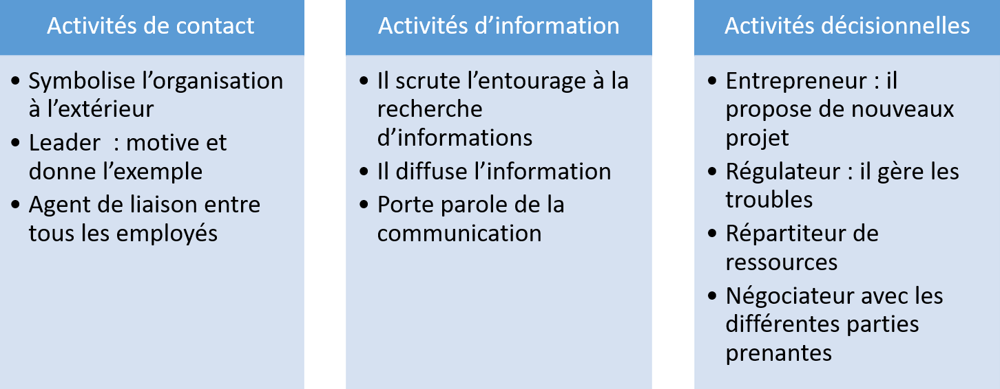 Activités de contact
• Symbolise l’organisation
à l’extérieur
• Leader  : motive et
donne l’exemple
• Agent de liaison entre
tous les employés
Activités d’information
• Il scrute l’entourage à la
recherche
d’informations
• Il diffuse l’information
• Porte parole de la
communication
Activités décisionnelles
• Entrepreneur : il
propose de nouveaux
projet
• Régulateur : il gère les
troubles
• Répartiteur de
ressources
• Négociateur avec les
différentes parties
prenantes